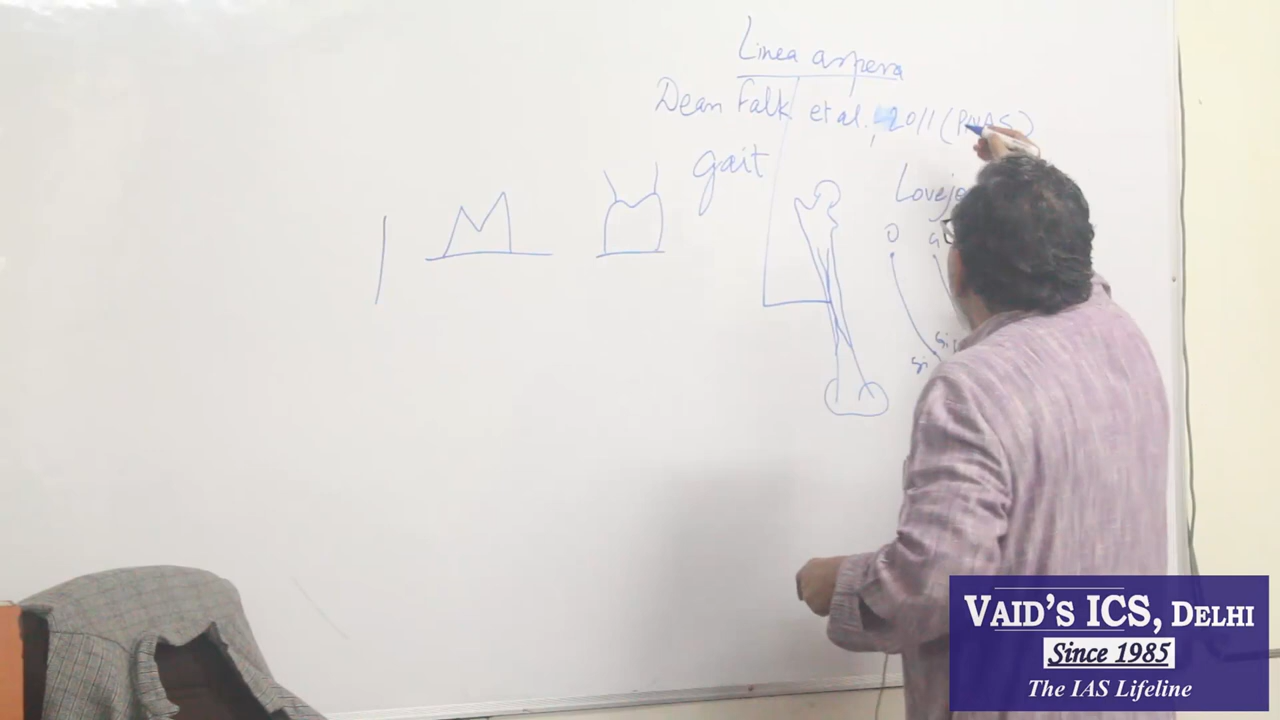 Linea aspera
Dean Falk et al., 2011 (PNAS)
gait
VAID'S ICS, DELHI
Since 1985
The IAS Lifeline